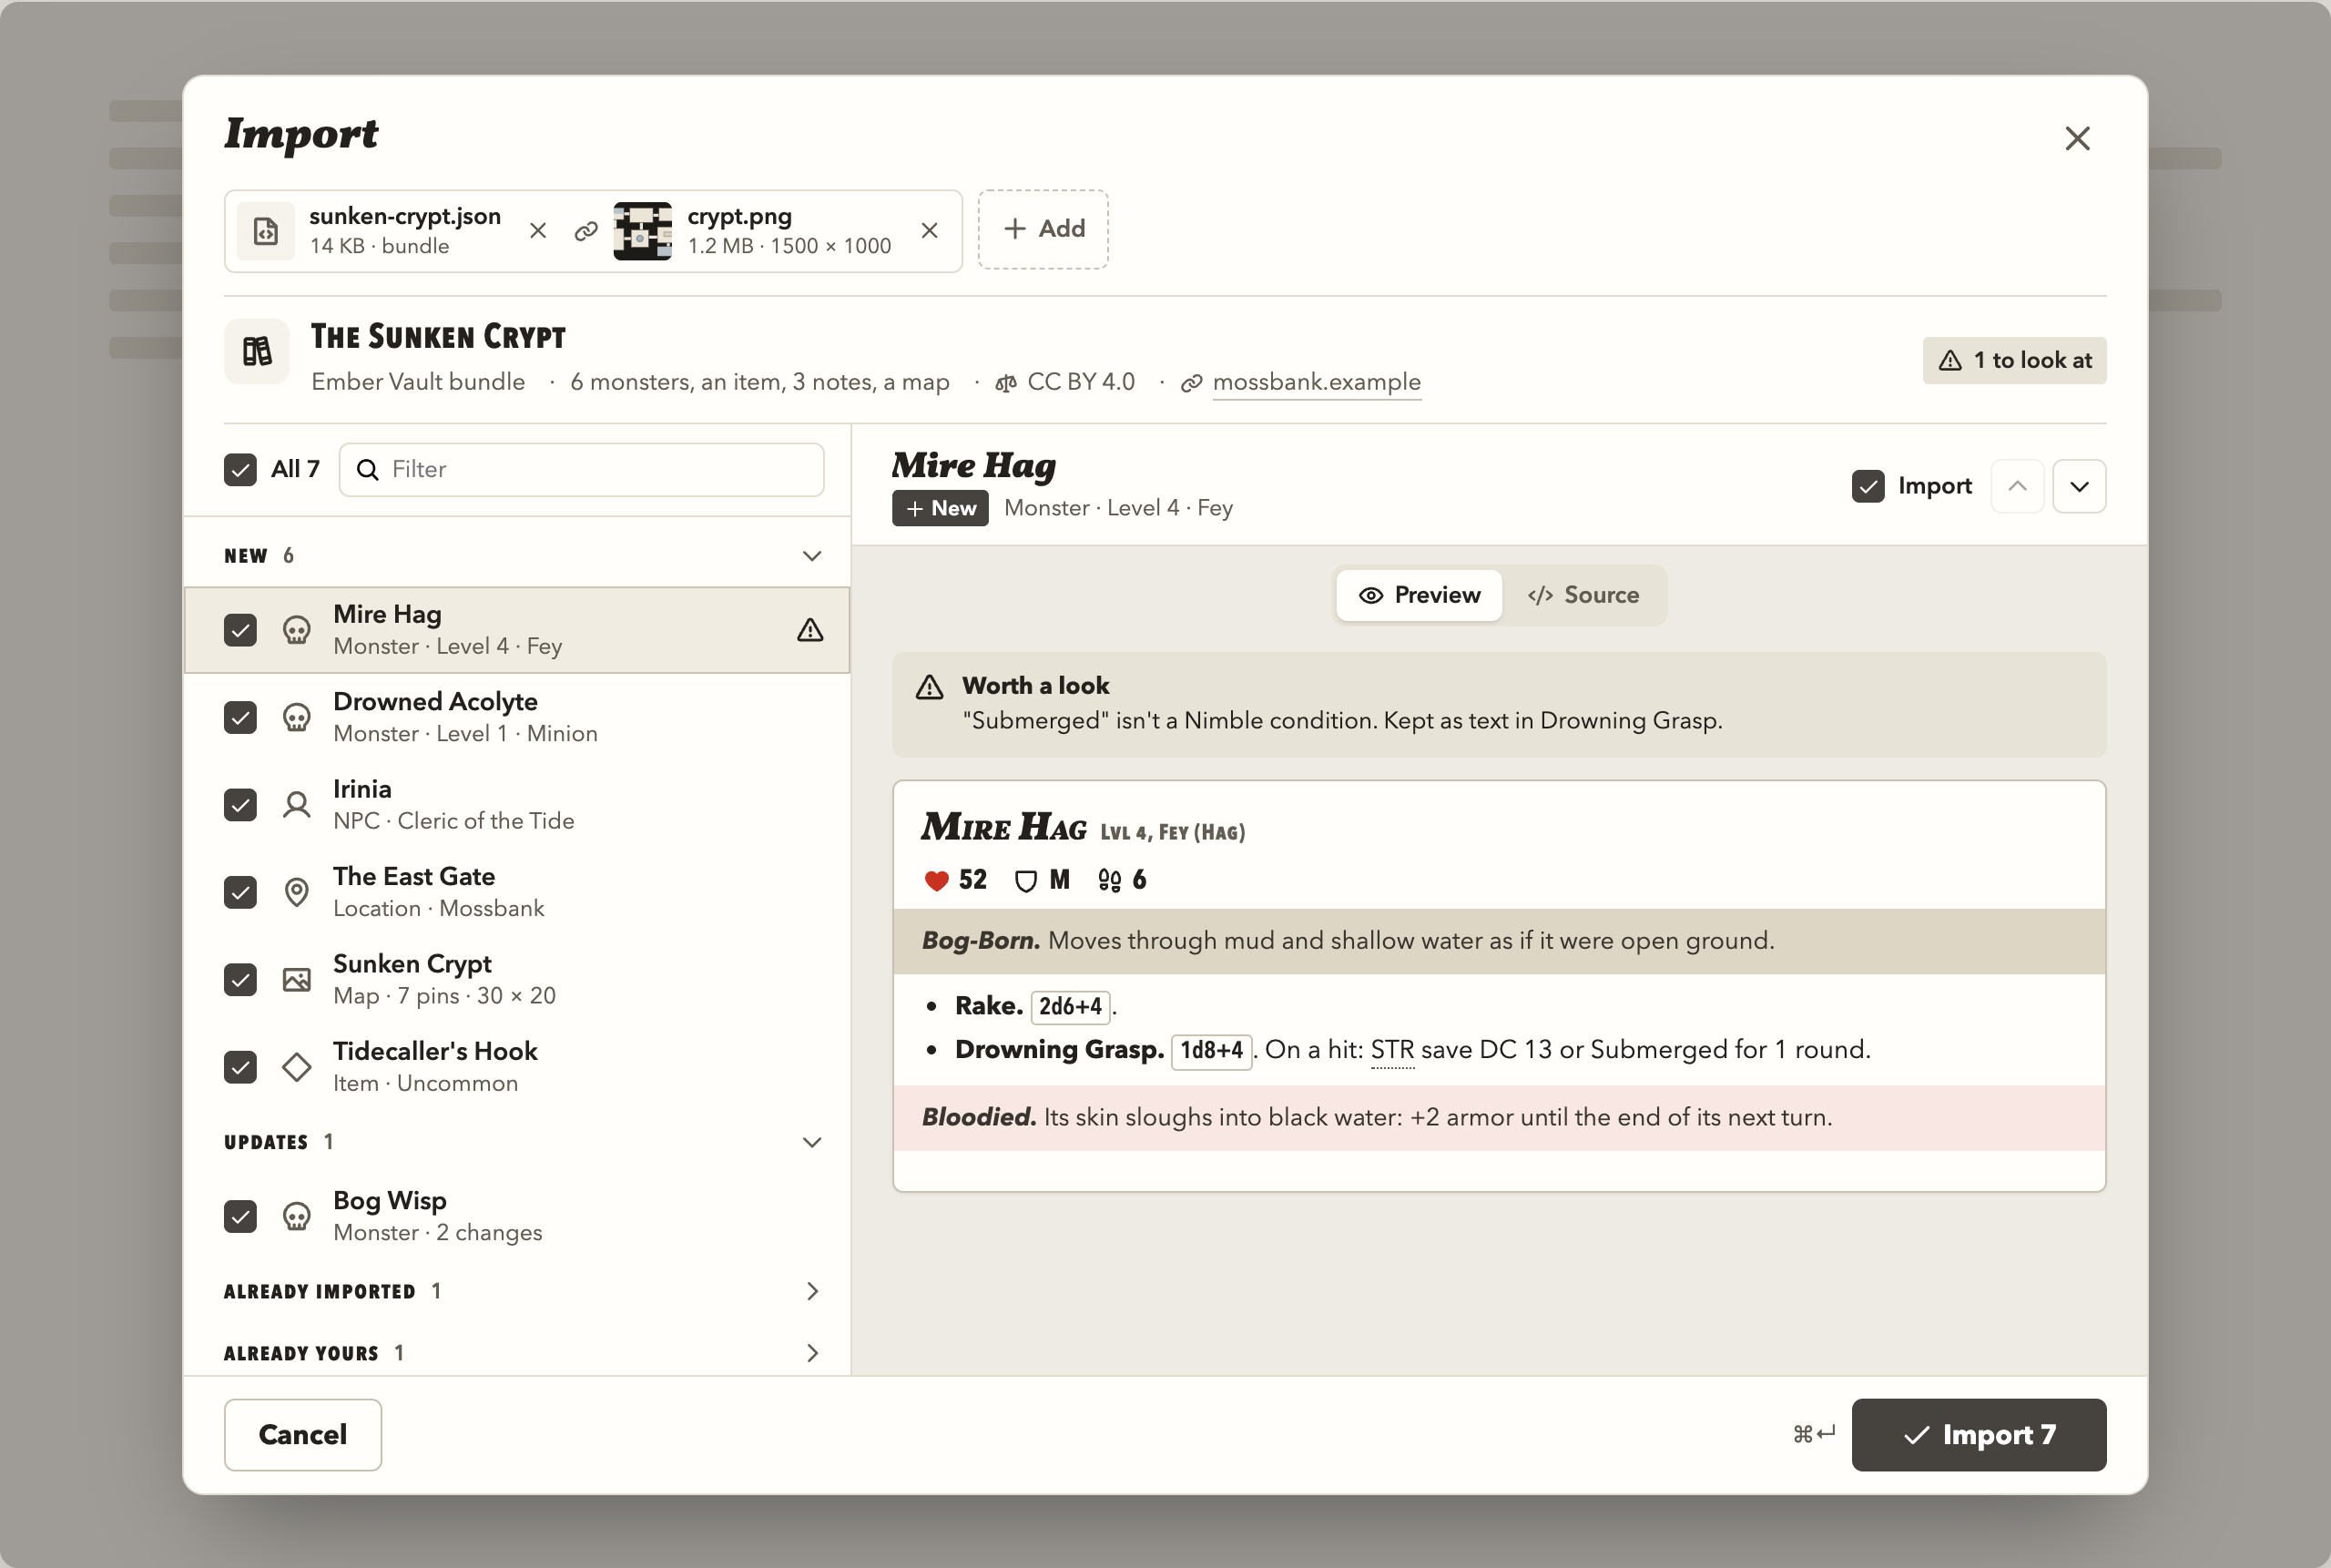 Import
sunken-crypt.json
14 KB · bundle
crypt.png
1.2 MB · 1500 × 1000
+ Add
The Sunken Crypt
Ember Vault bundle · 6 monsters, an item, 3 notes, a map · CC BY 4.0 · mossbank.example
1 to look at
All 7
Filter
NEW 6
Mire Hag
Monster · Level 4 · Fey
Drowned Acolyte
Monster · Level 1 · Minion
Irinia
NPC · Cleric of the Tide
The East Gate
Location · Mossbank
Sunken Crypt
Map · 7 pins · 30 × 20
Tidecaller's Hook
Item · Uncommon
UPDATES 1
Bog Wisp
Monster · 2 changes
ALREADY IMPORTED 1
ALREADY YOURS 1
Mire Hag
+ New Monster · Level 4 · Fey
Import
Preview
</> Source
Worth a look
"Submerged" isn't a Nimble condition. Kept as text in Drowning Grasp.
Mire Hag Lvl 4, Fey (Hag)
52 M 6
Bog-Born. Moves through mud and shallow water as if it were open ground.
• Rake. 2d6+4.
• Drowning Grasp. 1d8+4. On a hit: STR save DC 13 or Submerged for 1 round.
Bloodied. Its skin sloughs into black water: +2 armor until the end of its next turn.
Cancel
⌘↵
Import 7